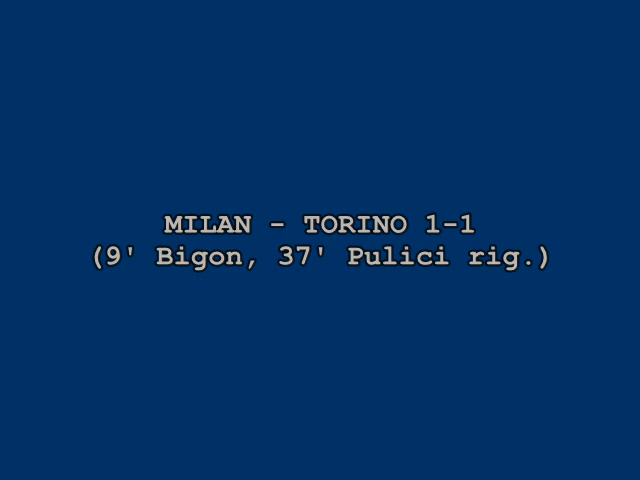 MILAN - TORINO 1-1
(9' Bigon, 37' Pulici rig.)